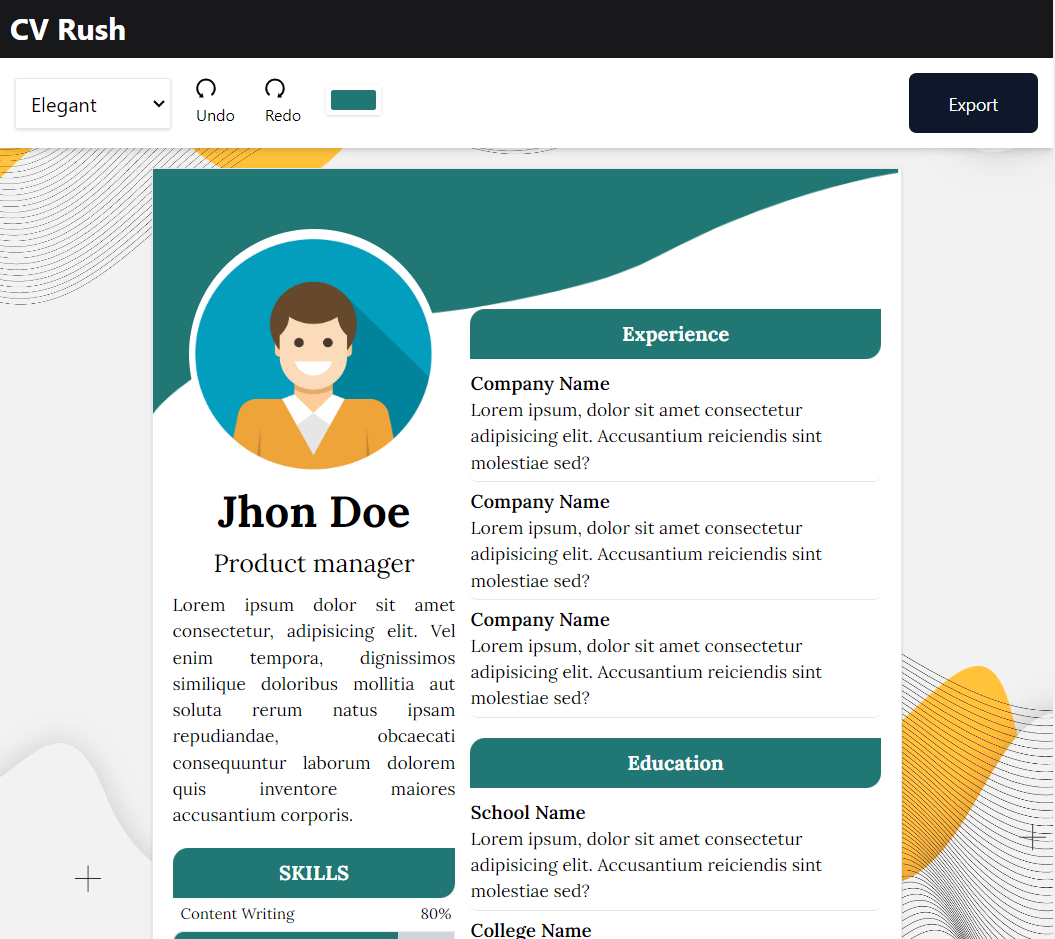 CV Rush
Elegant
Undo
Redo
Export
Jhon Doe
Product manager
Lorem ipsum dolor sit amet
consectetur, adipisicing elit. Vel
enim tempora, dignissimos
similique doloribus mollitia aut
soluta rerum natus ipsam
repudiandae, obcaecati
consequuntur laborum dolorem
quis inventore maiores
accusantium corporis.
SKILLS
Content Writing 80%
Experience
Company Name
Lorem ipsum, dolor sit amet consectetur
adipisicing elit. Accusantium reiciendis sint
molestiae sed?
Company Name
Lorem ipsum, dolor sit amet consectetur
adipisicing elit. Accusantium reiciendis sint
molestiae sed?
Company Name
Lorem ipsum, dolor sit amet consectetur
adipisicing elit. Accusantium reiciendis sint
molestiae sed?
Education
School Name
Lorem ipsum, dolor sit amet consectetur
adipisicing elit. Accusantium reiciendis sint
molestiae sed?
College Name